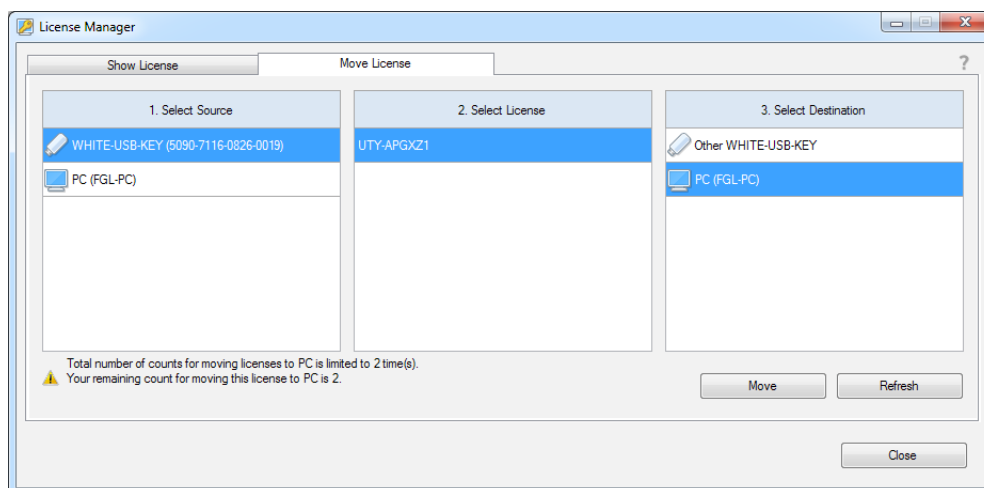 License Manager
Show License
Move License
?
1. Select Source
2. Select License
3. Select Destination
WHITE-USB-KEY (5090-7116-0826-0019)
UTY-APGXZ1
Other WHITE-USB-KEY
PC (FGL-PC)
PC (FGL-PC)
Total number of counts for moving licenses to PC is limited to 2 time(s).
Your remaining count for moving this license to PC is 2.
Move
Refresh
Close